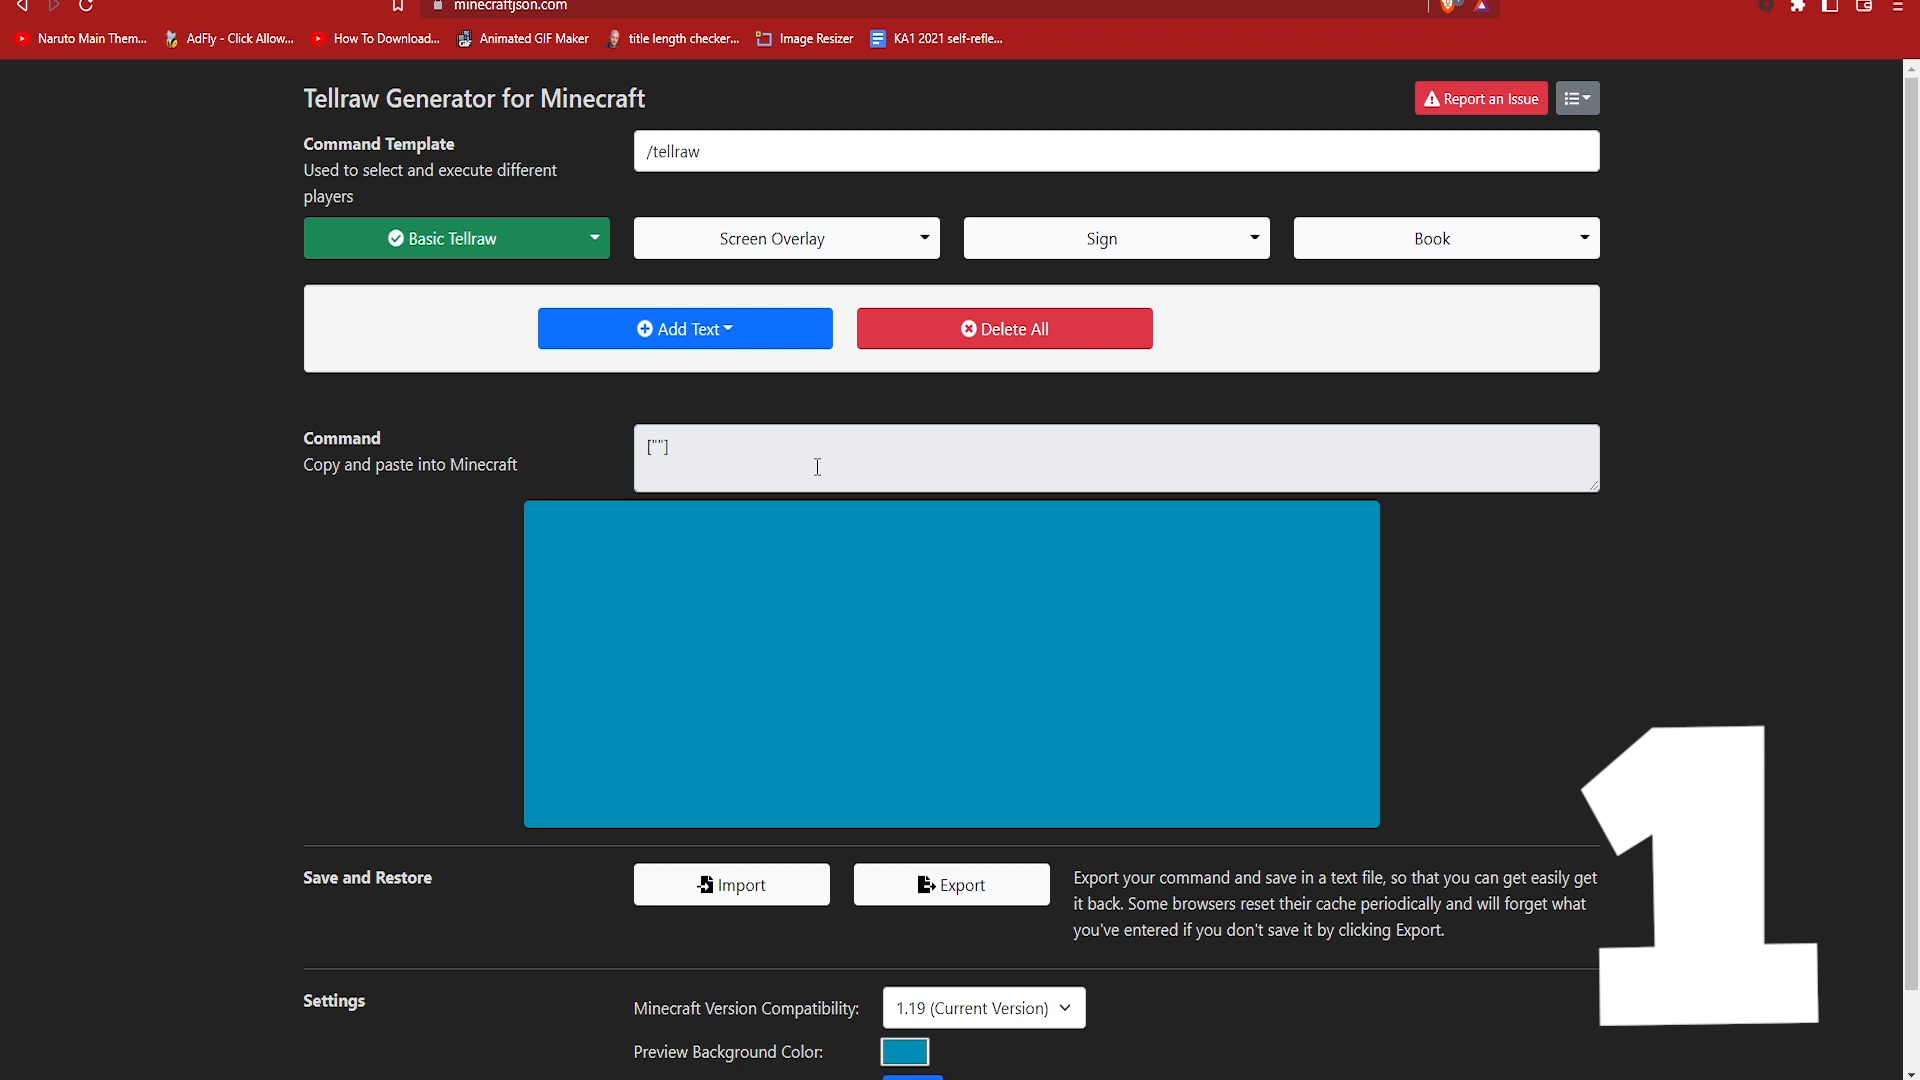 minecraftjson.com
Naruto Main Them...
AdFly - Click Allow...
How To Download...
Animated GIF Maker
title length checker...
Image Resizer
KA1 2021 self-refle...
Tellraw Generator for Minecraft
Report an Issue
Command Template
Used to select and execute different
players
/tellraw
Basic Tellraw
Screen Overlay
Sign
Book
Add Text
Delete All
Command
Copy and paste into Minecraft
[""]
Save and Restore
Import
Export
Export your command and save in a text file, so that you can get easily get
it back. Some browsers reset their cache periodically and will forget what
you've entered if you don't save it by clicking Export.
1
Settings
Minecraft Version Compatibility:
1.19 (Current Version)
Preview Background Color: